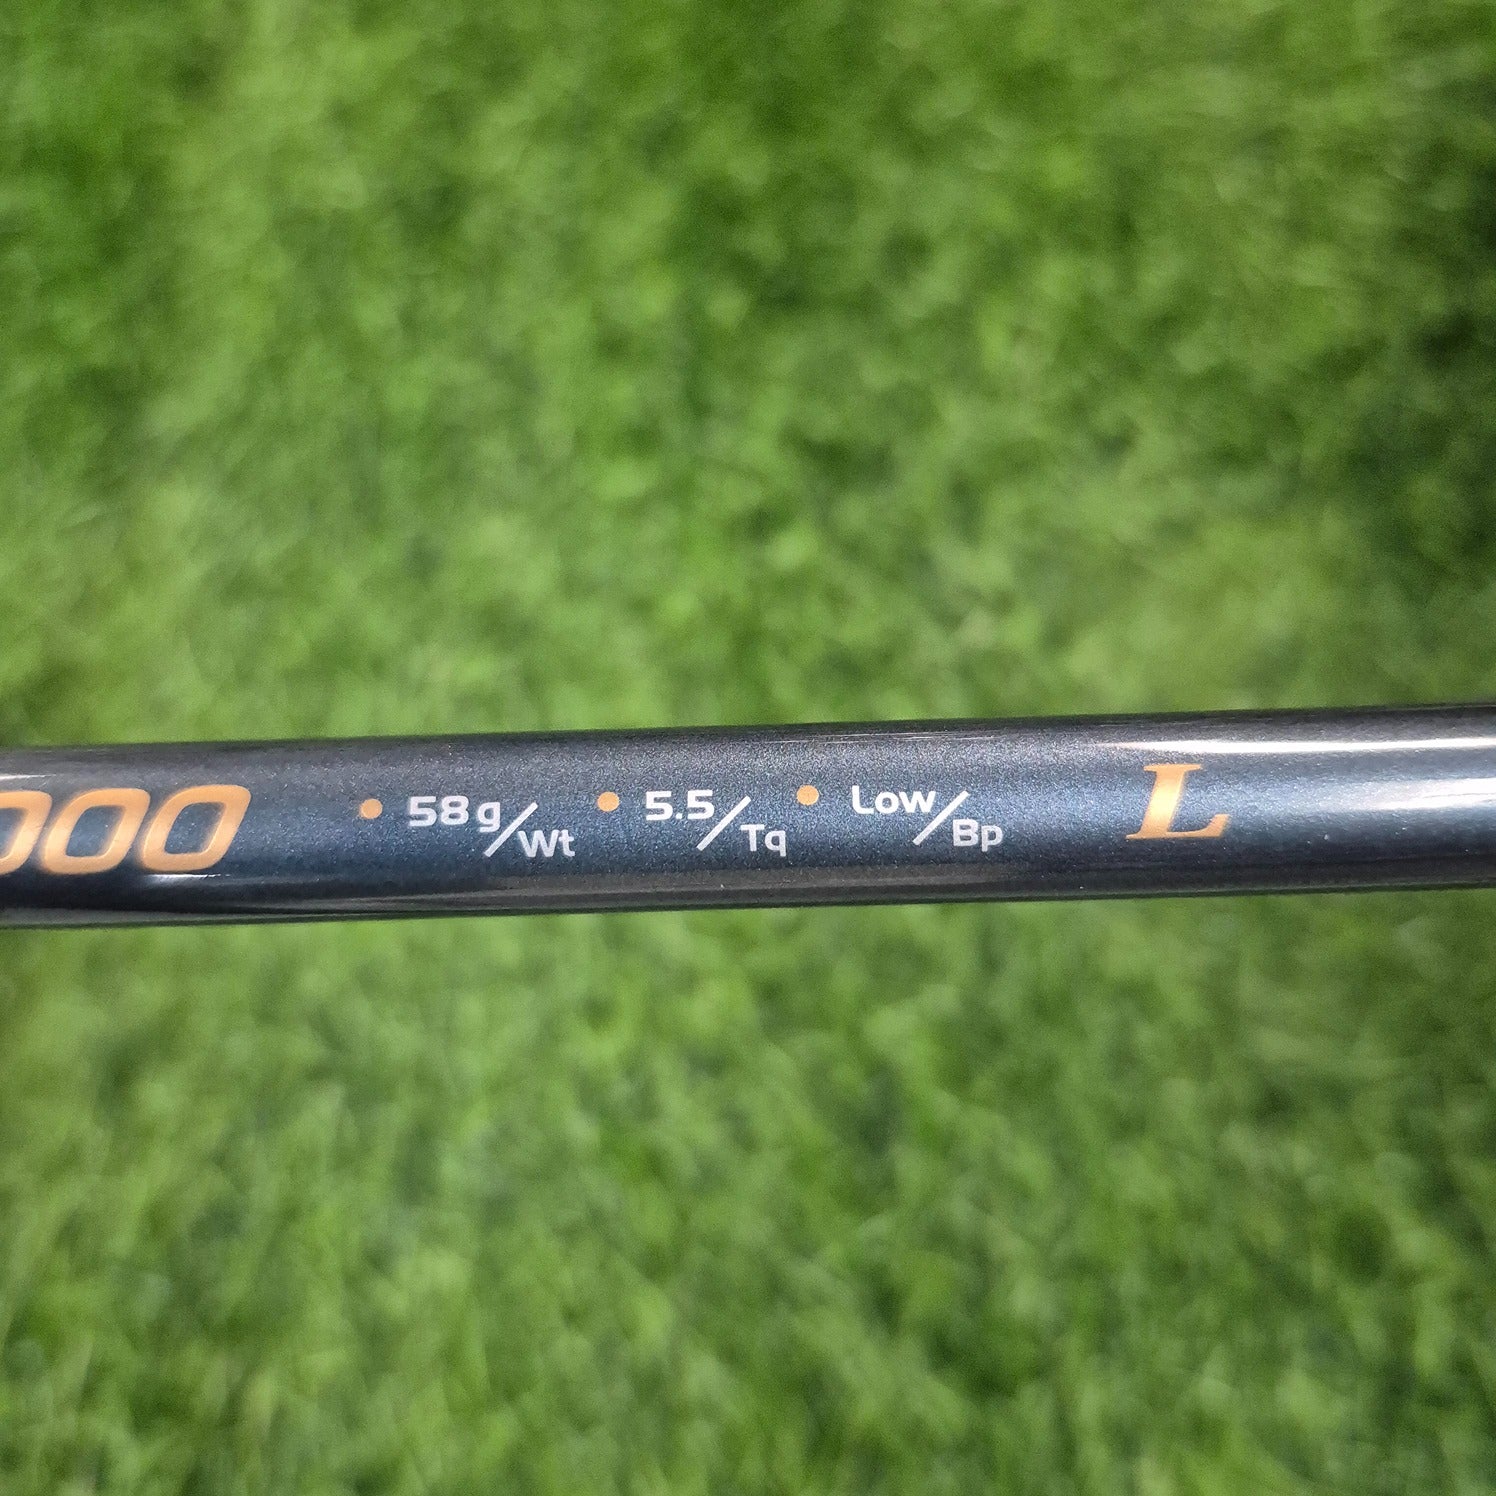 000 • 58g/Wt • 5.5/Tq • Low/Bp L